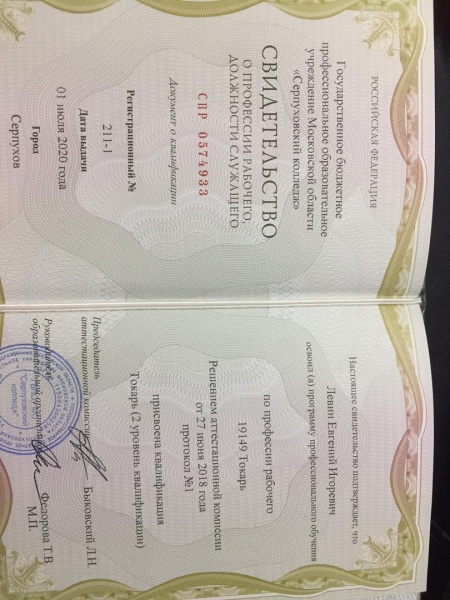 РОССИЙСКАЯ ФЕДЕРАЦИЯ
Государственное бюджетное
профессиональное образовательное
учреждение Московской области
«Серпуховский колледж»
СВИДЕТЕЛЬСТВО
О ПРОФЕССИИ РАБОЧЕГО,
ДОЛЖНОСТИ СЛУЖАЩЕГО
СПР 0574933
Документ о квалификации
Регистрационный №
211-1
Дата выдачи
01 июля 2020 года
Город
Серпухов
Настоящее свидетельство подтверждает, что
Левин Евгений Игоревич
освоил (а) программу профессионального обучения
по профессии рабочего
19149 Токарь
Решением аттестационной комиссии
от 27 июня 2018 года
протокол №1
присвоена квалификация
Токарь (2 уровень квалификации)
Председатель
аттестационной комиссии
Быковский Л.Н.
Руководитель
образовательной организации
Федорова Т.В
М.П.
"Серпуховский
колледж"